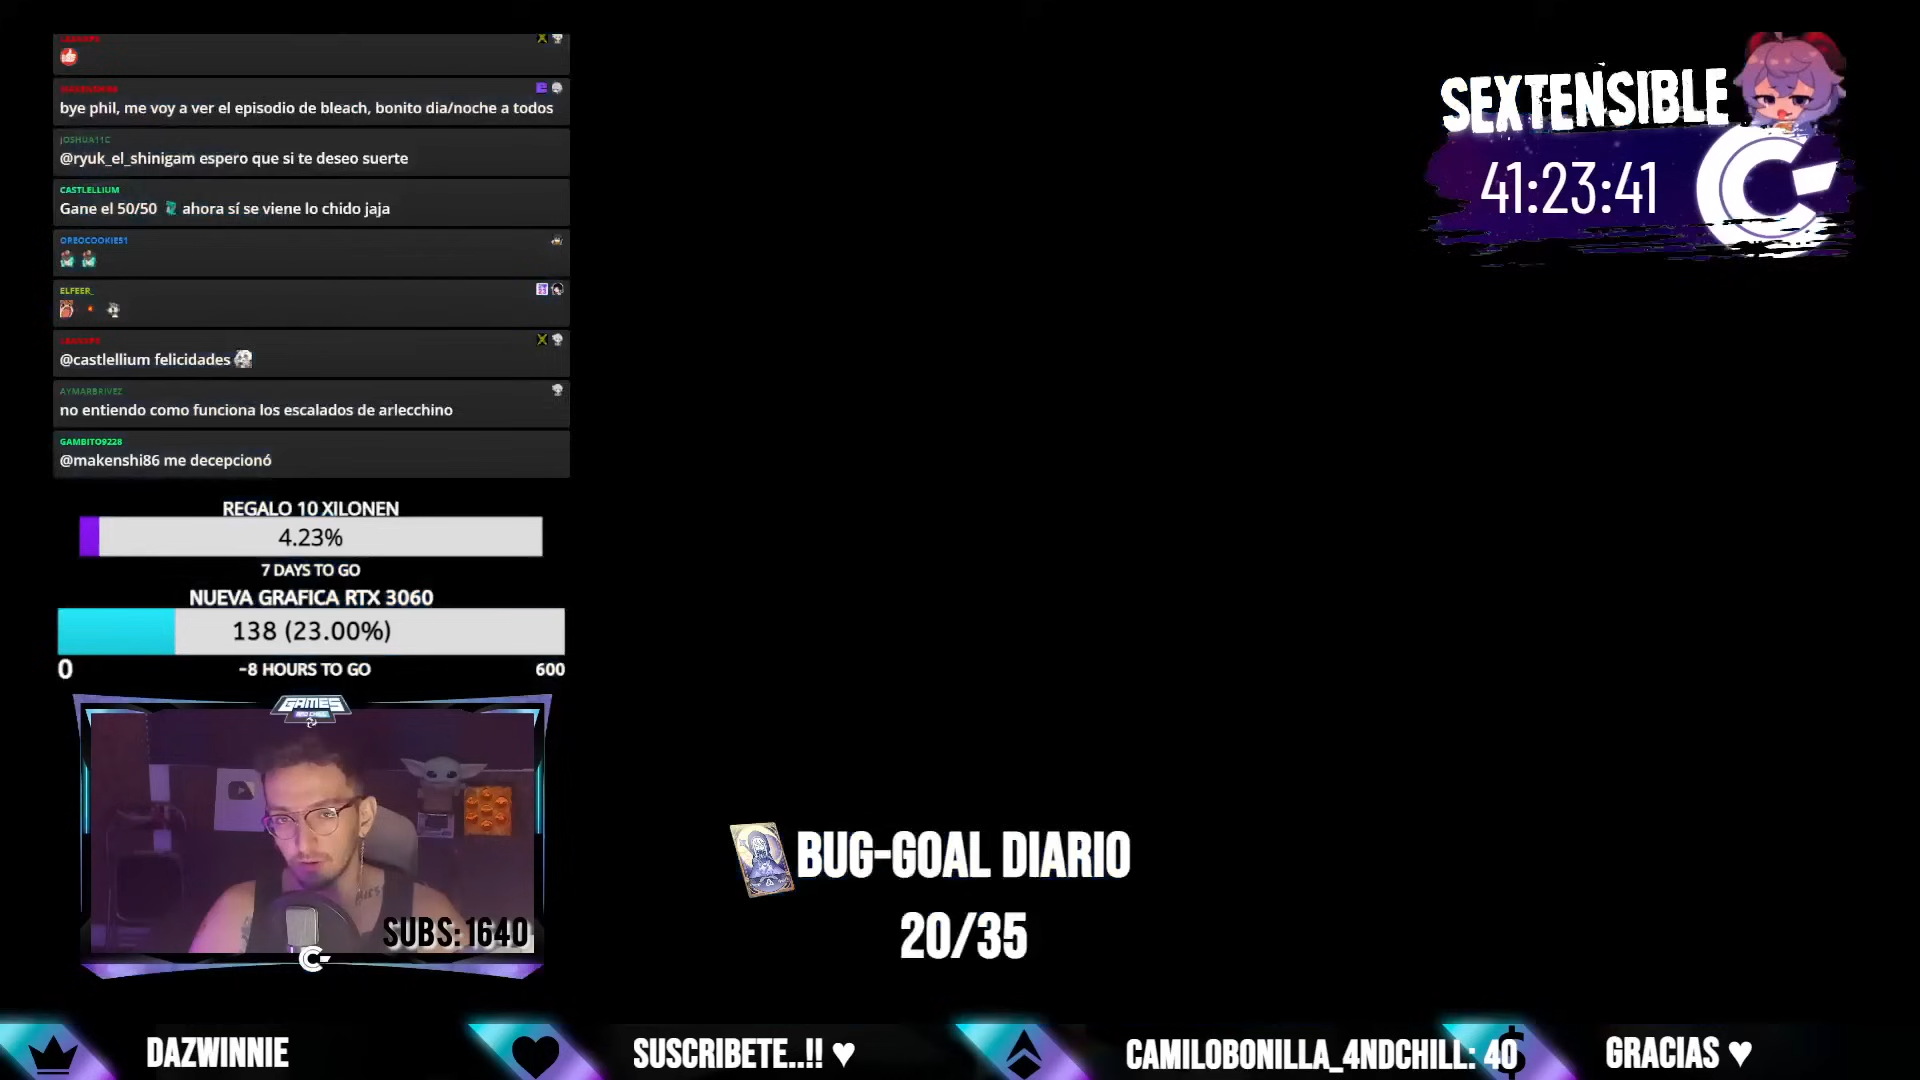 bye phil, me voy a ver el episodio de bleach, bonito dia/noche a todos
JOSHUA11C
@ryuk_el_shinigam espero que si te deseo suerte
CASTLELLIUM
Gane el 50/50 ahora sí se viene lo chido jaja
OREOCOOKIE51
ELFEER_
@castlellium felicidades
AYMARBRIVEZ
no entiendo como funciona los escalados de arlecchino
GAMBITO9228
@makenshi86 me decepcionó
REGALO 10 XILONEN
4.23%
7 DAYS TO GO
NUEVA GRAFICA RTX 3060
138 (23.00%)
0 -8 HOURS TO GO 600
GAMES
SUBS: 1640
SEXTENSIBLE
41:23:41
BUG-GOAL DIARIO
20/35
DAZWINNIE SUSCRIBETE..!! ♥ CAMILOBONILLA_4NDCHILL: 40 GRACIAS ♥